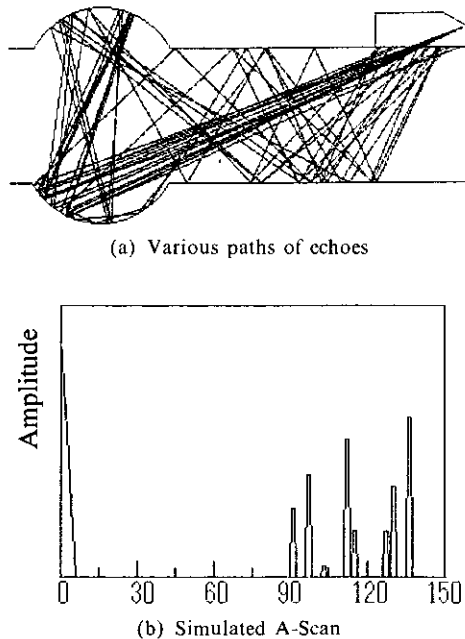 (a) Various paths of echoes
Amplitude
0 30 60 90 120 150
(b) Simulated A-Scan